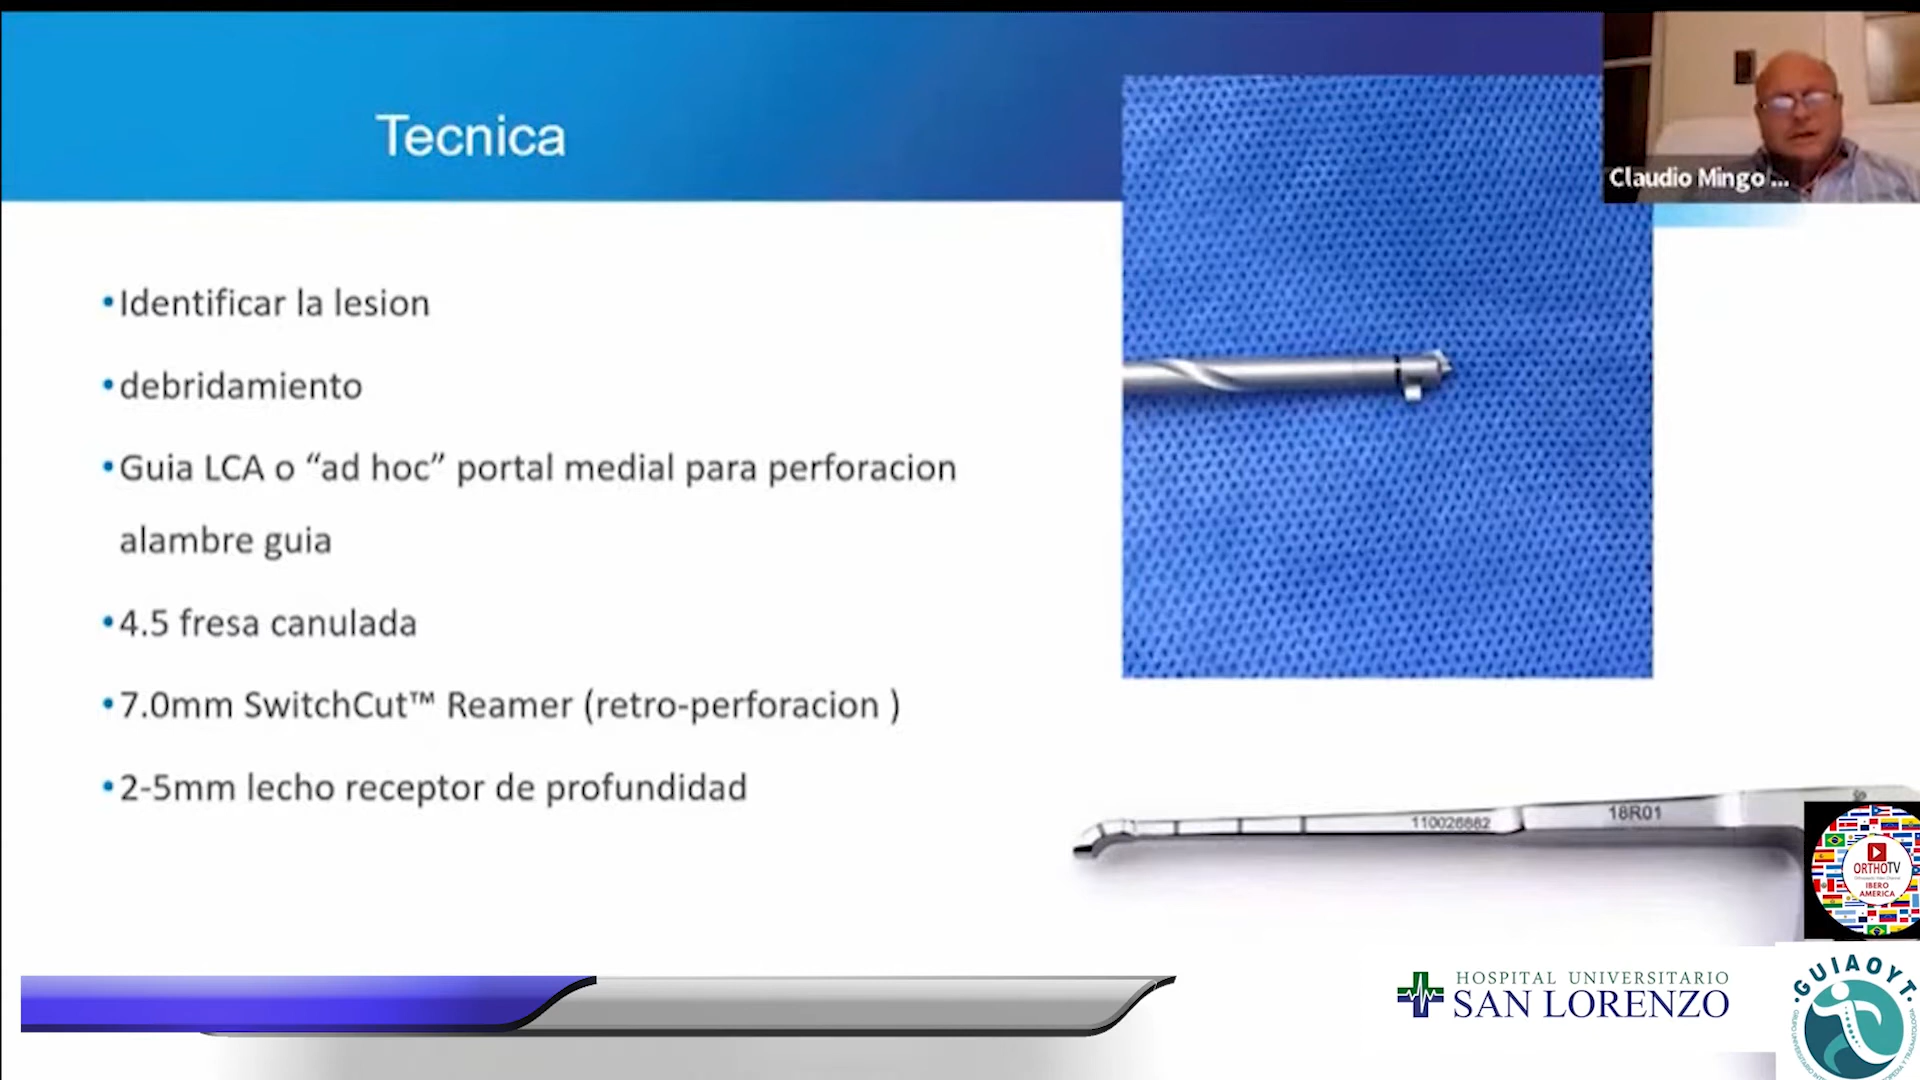 Tecnica
Claudio Mingo ...
•Identificar la lesion
•debridamiento
•Guia LCA o “ad hoc” portal medial para perforacion
alambre guia
•4.5 fresa canulada
•7.0mm SwitchCut™ Reamer (retro-perforacion )
•2-5mm lecho receptor de profundidad
110026862 18R01
ORTHOTV
IBERO
AMERICA
HOSPITAL UNIVERSITARIO
SAN LORENZO
·GUIAOYT·